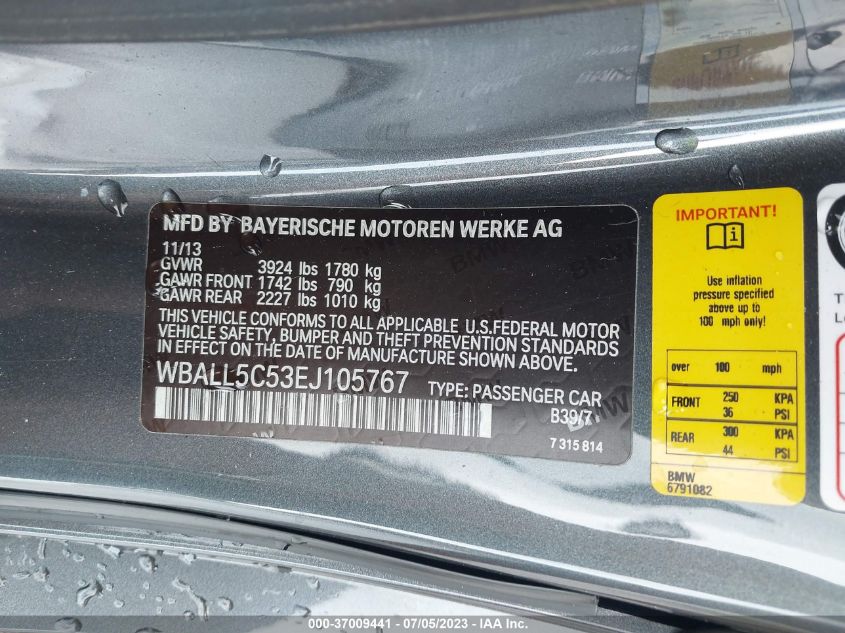 MFD BY BAYERISCHE MOTOREN WERKE AG
11/13
GVWR 3924 lbs 1780 kg
GAWR FRONT 1742 lbs 790 kg
GAWR REAR 2227 lbs 1010 kg
THIS VEHICLE CONFORMS TO ALL APPLICABLE U.S.FEDERAL MOTOR
VEHICLE SAFETY, BUMPER AND THEFT PREVENTION STANDARDS
IN EFFECT ON THE DATE OF MANUFACTURE SHOWN ABOVE.
WBALL5C53EJ105767 TYPE: PASSENGER CAR
B39/7
7 315 814
IMPORTANT!
Use inflation
pressure specified
above up to
100 mph only!
over 100 mph
FRONT 250 KPA
36 PSI
REAR 300 KPA
44 PSI
BMW
6791082
000-37009441 - 07/05/2023 - IAA Inc.